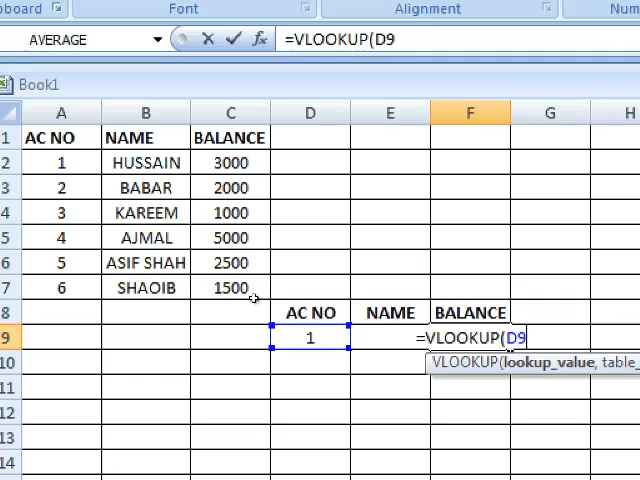 board Font Alignment Num
AVERAGE fx =VLOOKUP(D9
Book1
A B C D E F G H
1 AC NO NAME BALANCE
2 1 HUSSAIN 3000
3 2 BABAR 2000
4 3 KAREEM 1000
5 4 AJMAL 5000
6 5 ASIF SHAH 2500
7 6 SHAOIB 1500
8 AC NO NAME BALANCE
9 1 =VLOOKUP(D9
10 VLOOKUP(lookup_value, table_
11
12
13
14